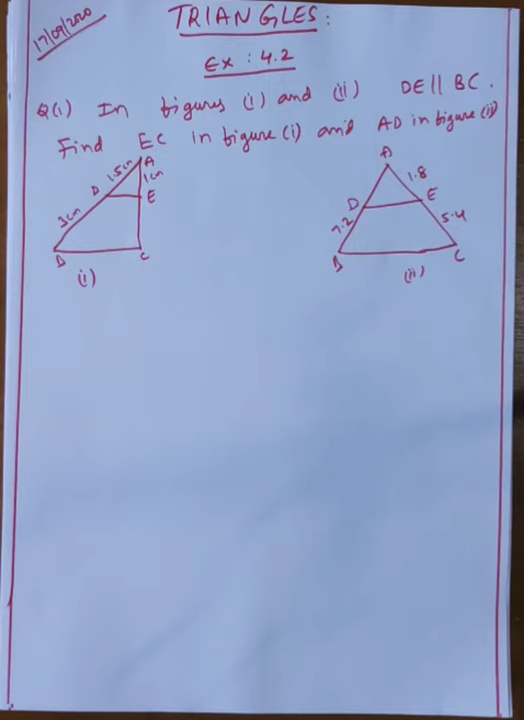 17/09/2020
TRIANGLES:
Ex : 4.2
Q(1) In figures (i) and (ii) DE || BC.
Find EC in figure (i) and AD in figure (ii)
A
1.5cm
1cm
D
E
3cm
B
C
(i)
A
1.8
D
E
7.2
5.4
B
C
(ii)